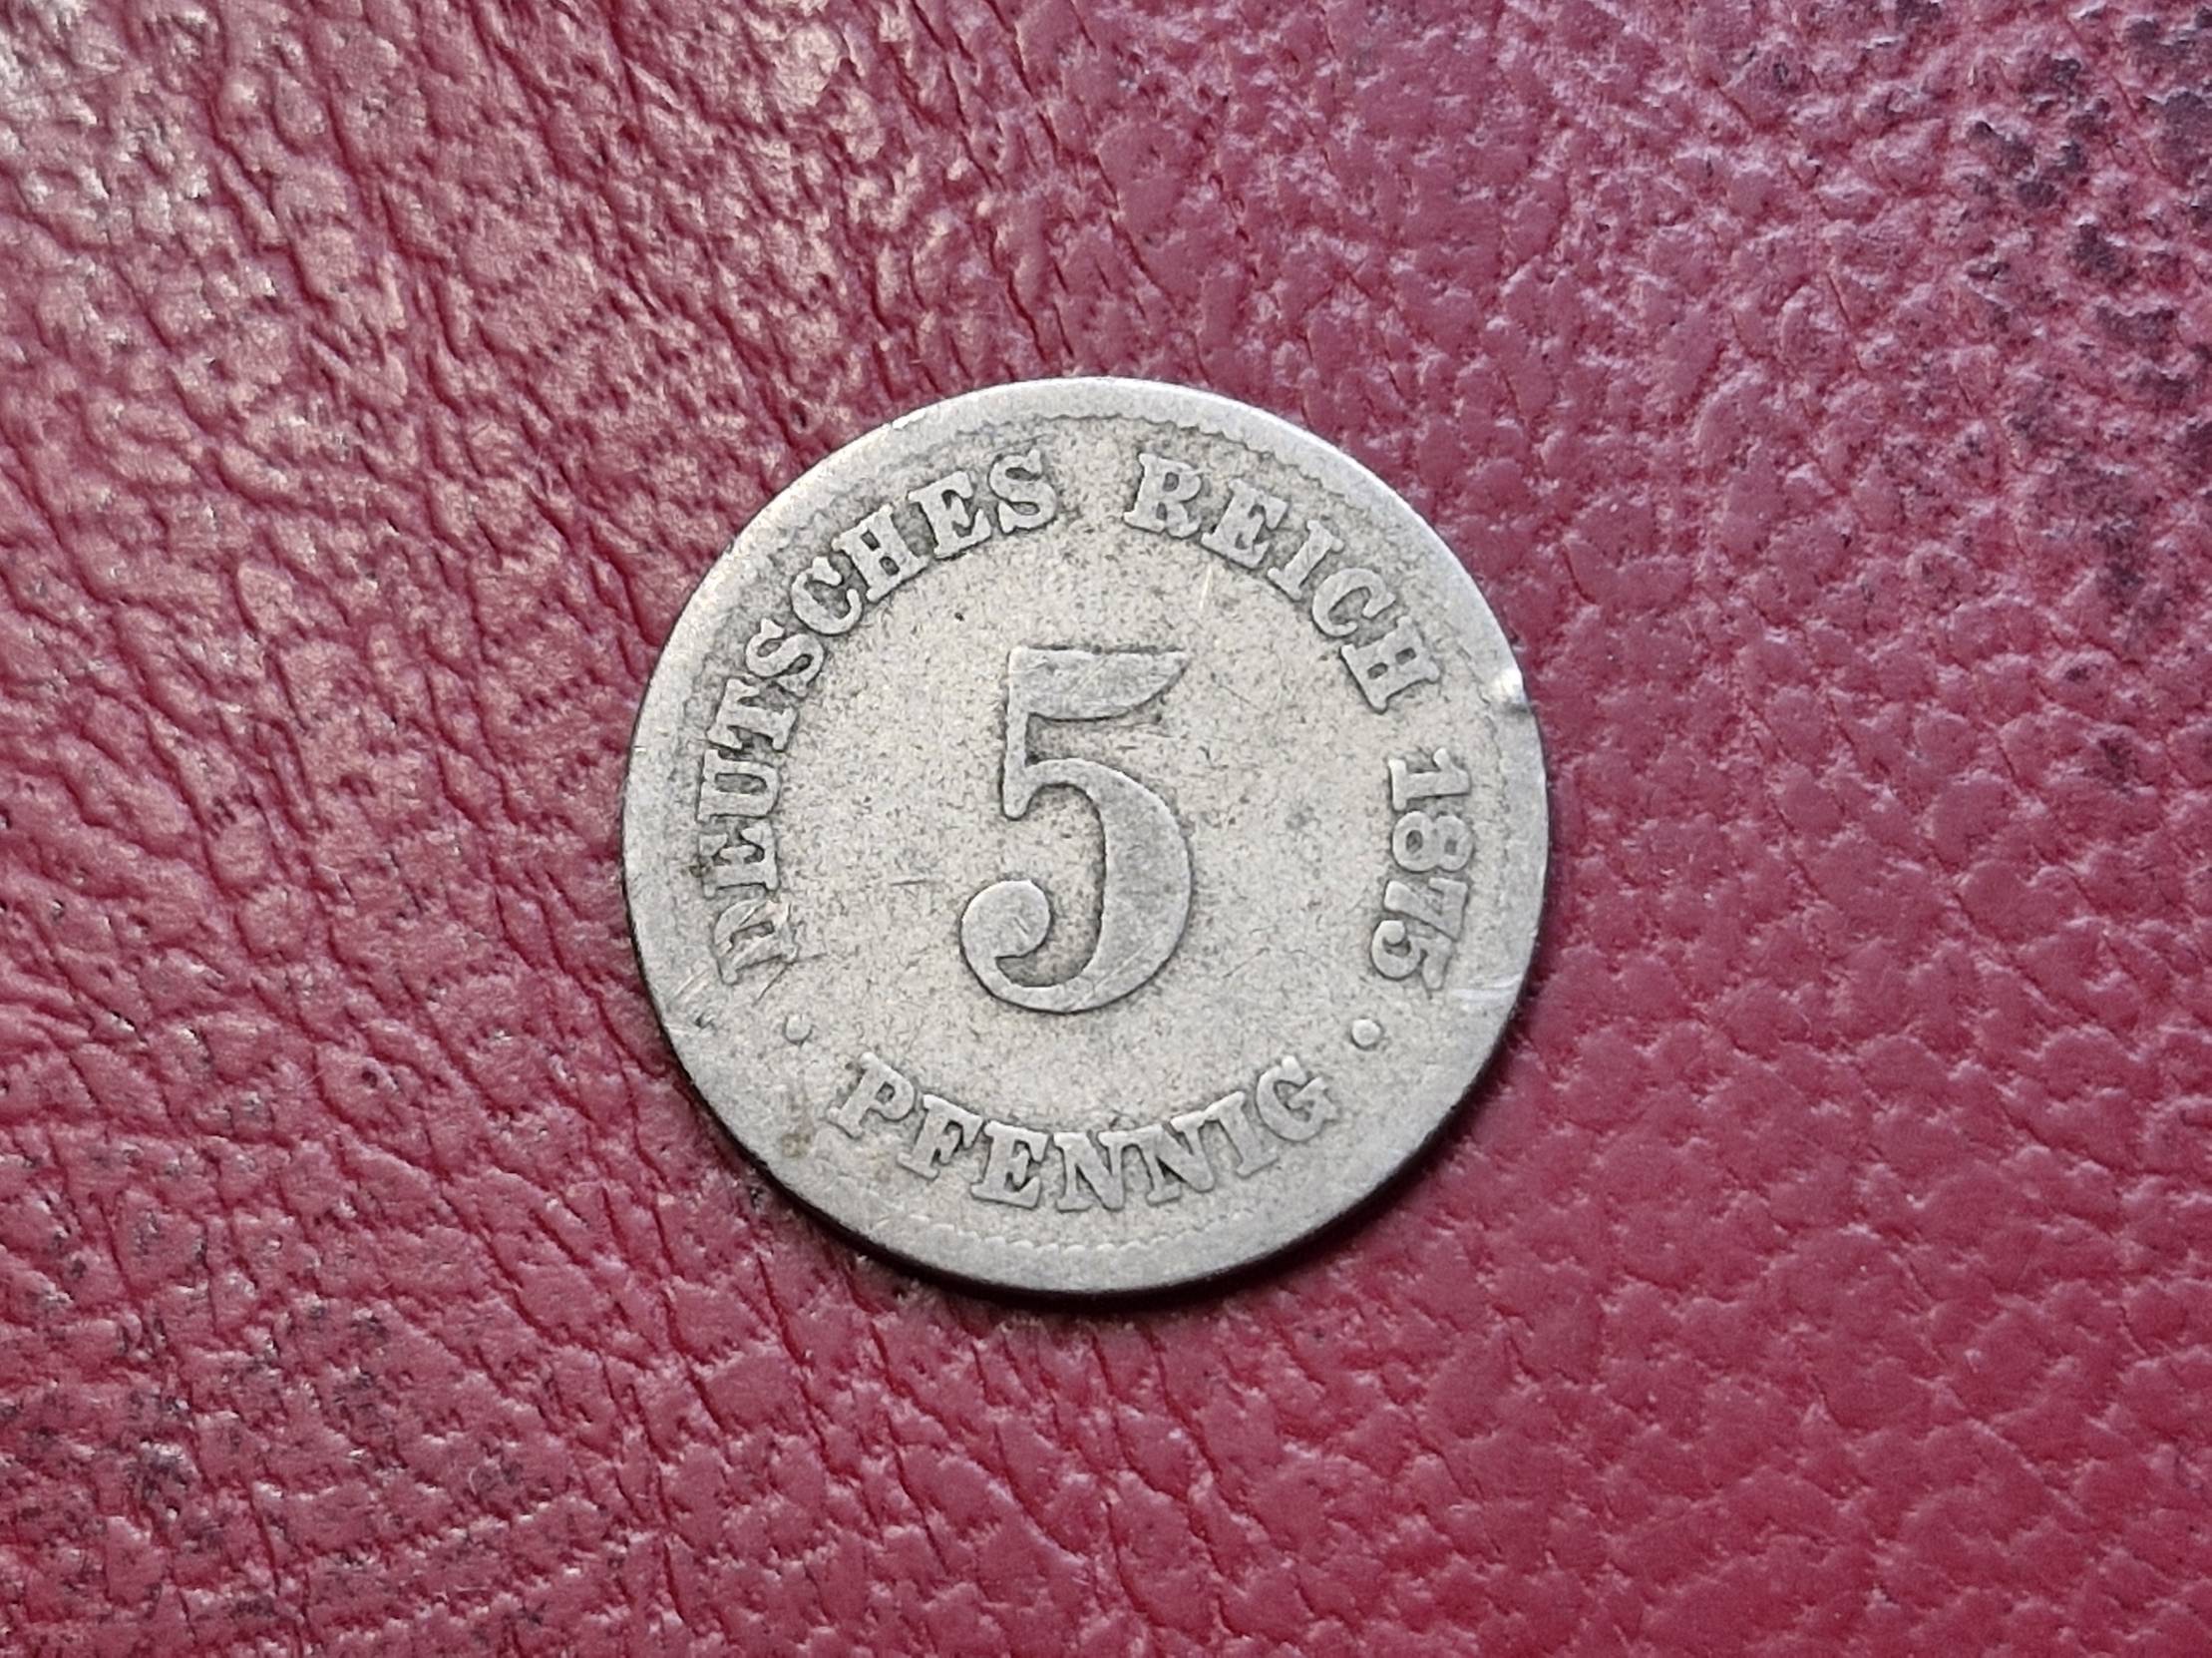 DEUTSCHES REICH 1875
5
· PFENNIG ·